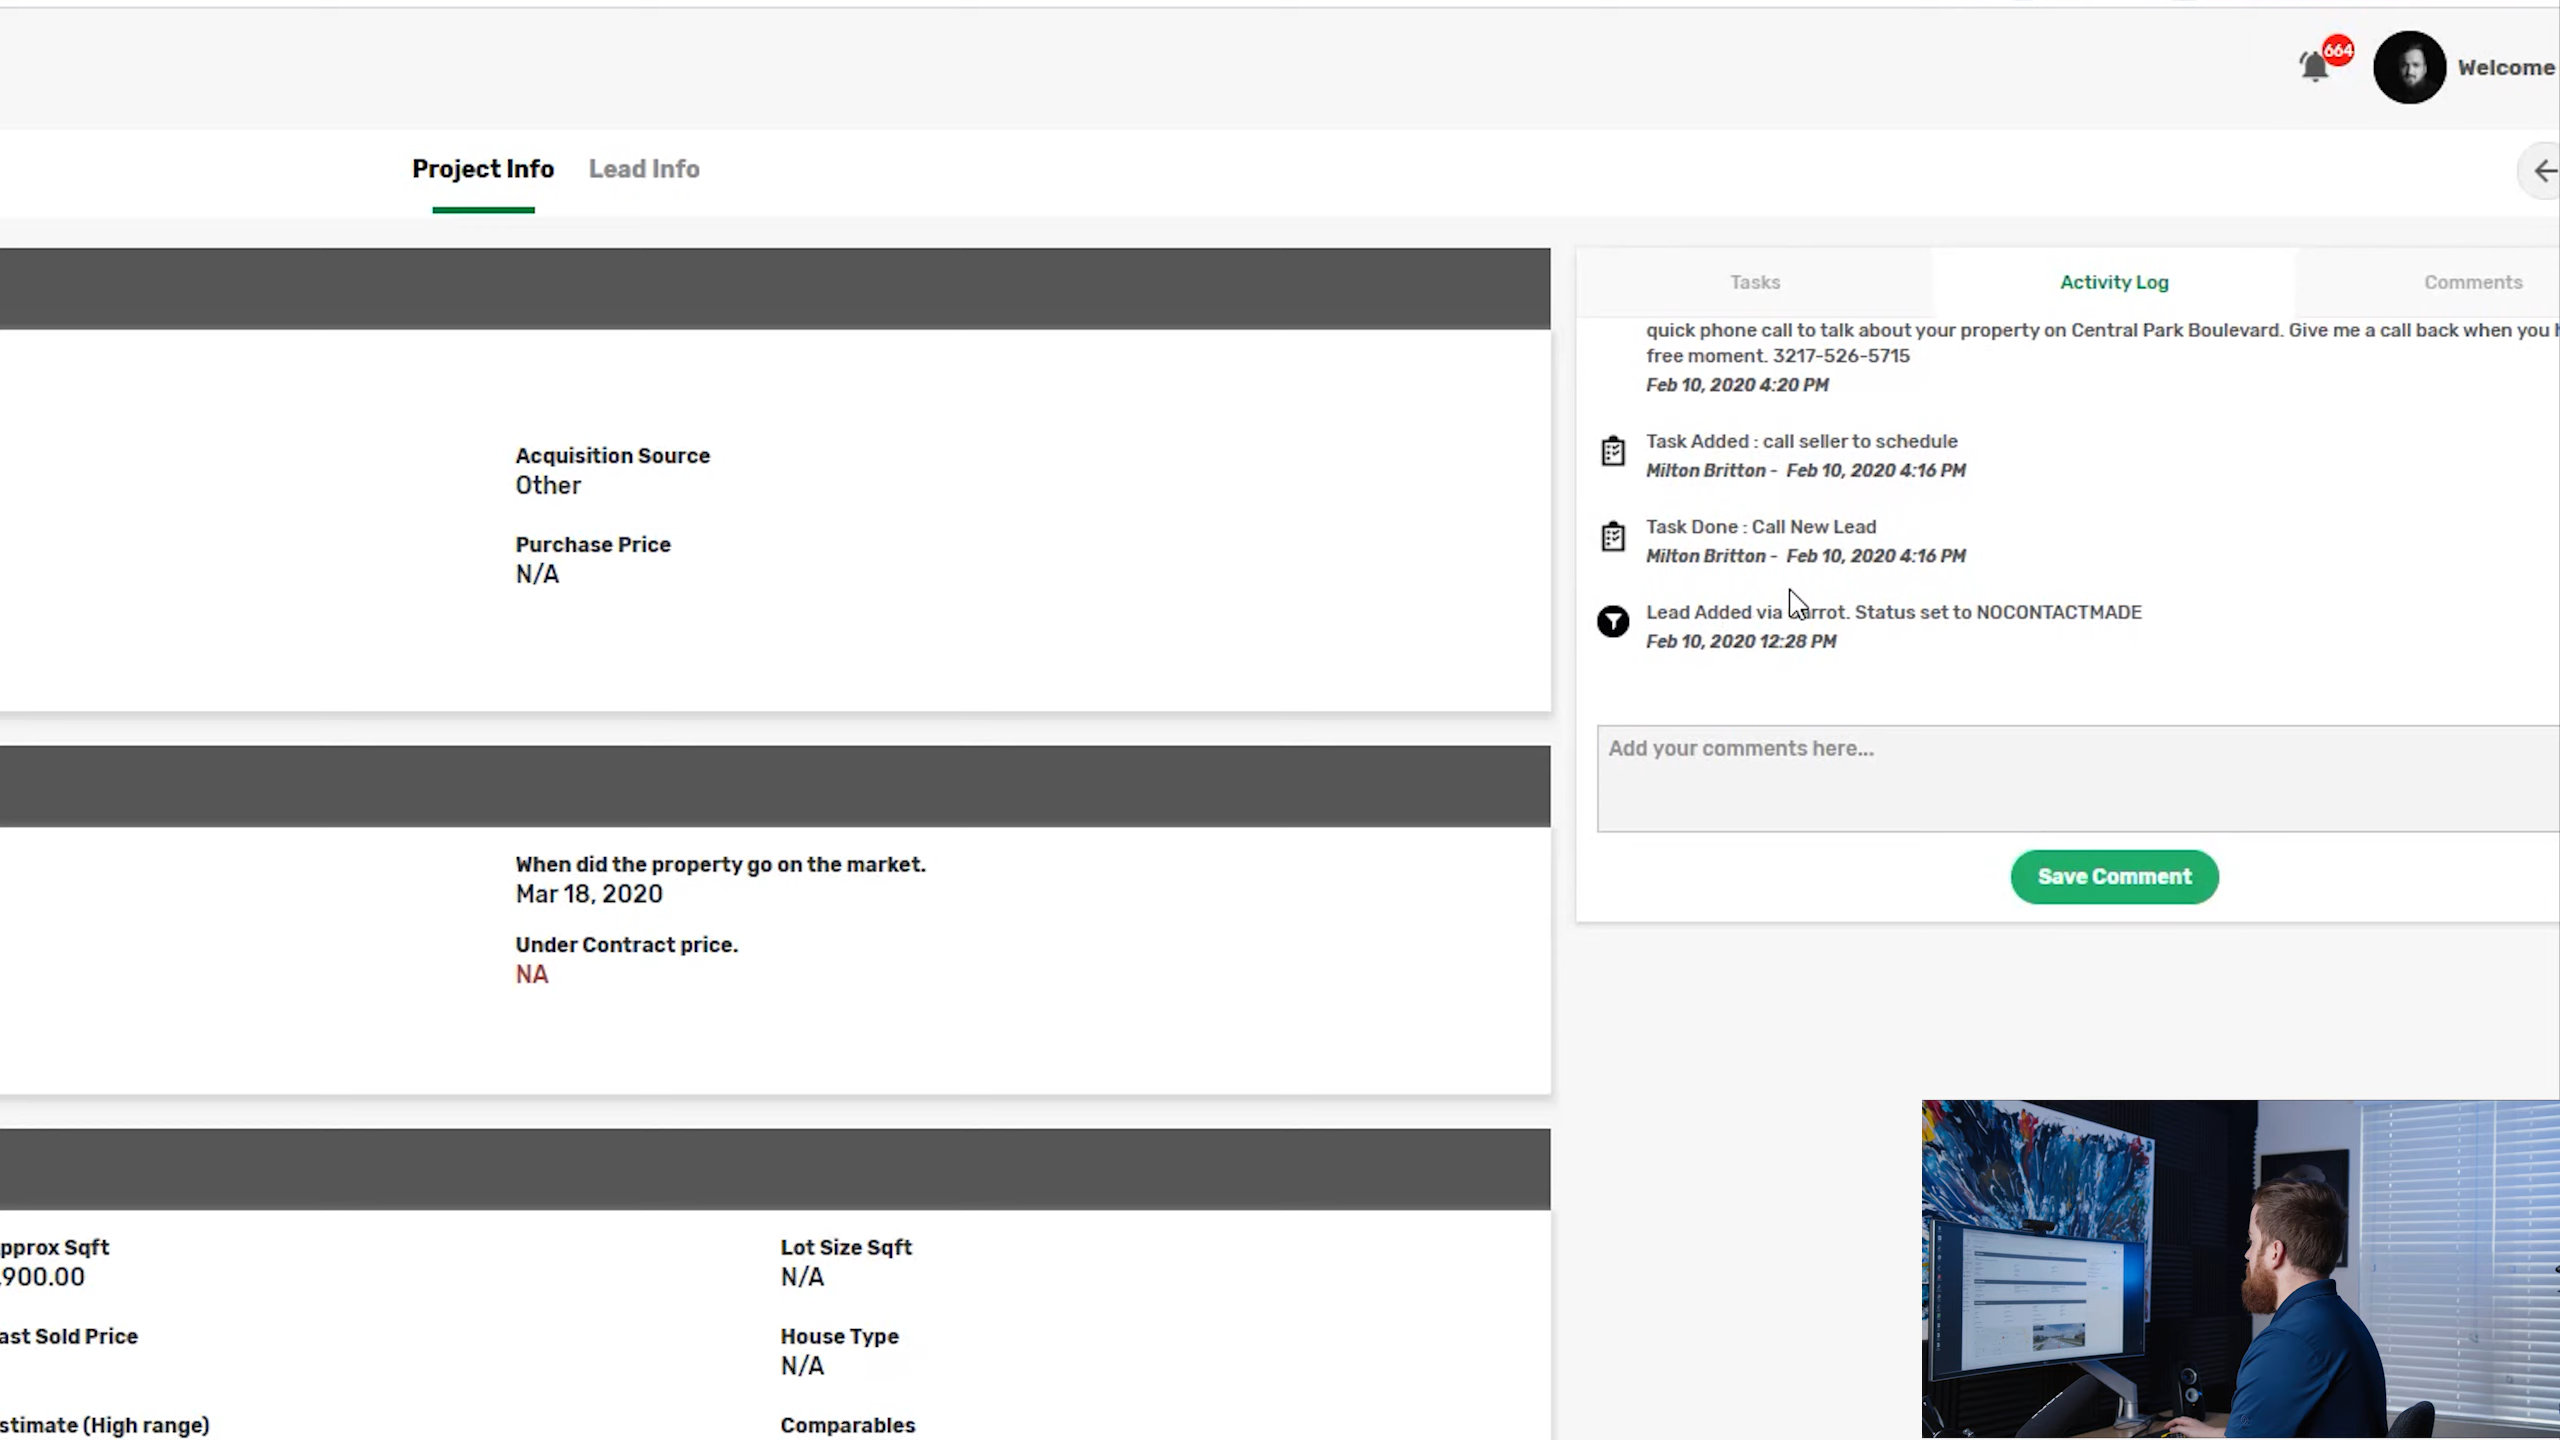 664
Welcome
Project Info
Lead Info
Tasks
Activity Log
Comments
quick phone call to talk about your property on Central Park Boulevard. Give me a call back when you
free moment. 3217-526-5715
Feb 10, 2020 4:20 PM
Task Added : call seller to schedule
Milton Britton - Feb 10, 2020 4:16 PM
Task Done : Call New Lead
Milton Britton - Feb 10, 2020 4:16 PM
Lead Added via rrot. Status set to NOCONTACTMADE
Feb 10, 2020 12:28 PM
Add your comments here...
Save Comment
Acquisition Source
Other
Purchase Price
N/A
When did the property go on the market.
Mar 18, 2020
Under Contract price.
NA
pprox Sqft
,900.00
Lot Size Sqft
N/A
ast Sold Price
House Type
N/A
stimate (High range)
Comparables